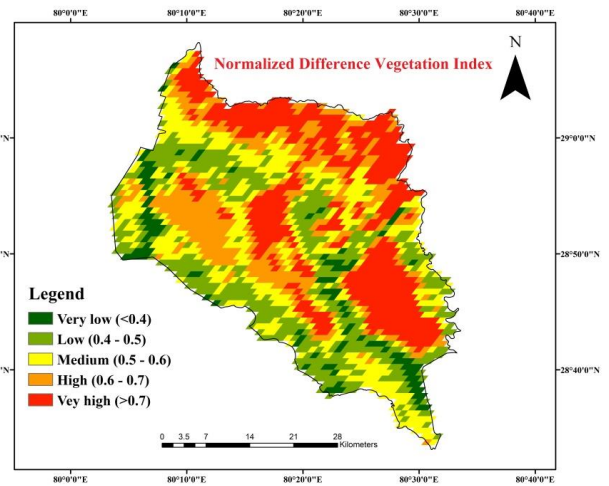 80°0'0"E 80°10'0"E 80°20'0"E 80°30'0"E 80°40'0"E
Normalized Difference Vegetation Index
N
29°0'0"N
"N
28°50'0"N
"N
28°40'0"N
"N
Legend
Very low (<0.4)
Low (0.4 - 0.5)
Medium (0.5 - 0.6)
High (0.6 - 0.7)
Vey high (>0.7)
0 3.5 7 14 21 28
Kilometers
80°0'0"E 80°10'0"E 80°20'0"E 80°30'0"E 80°40'0"E